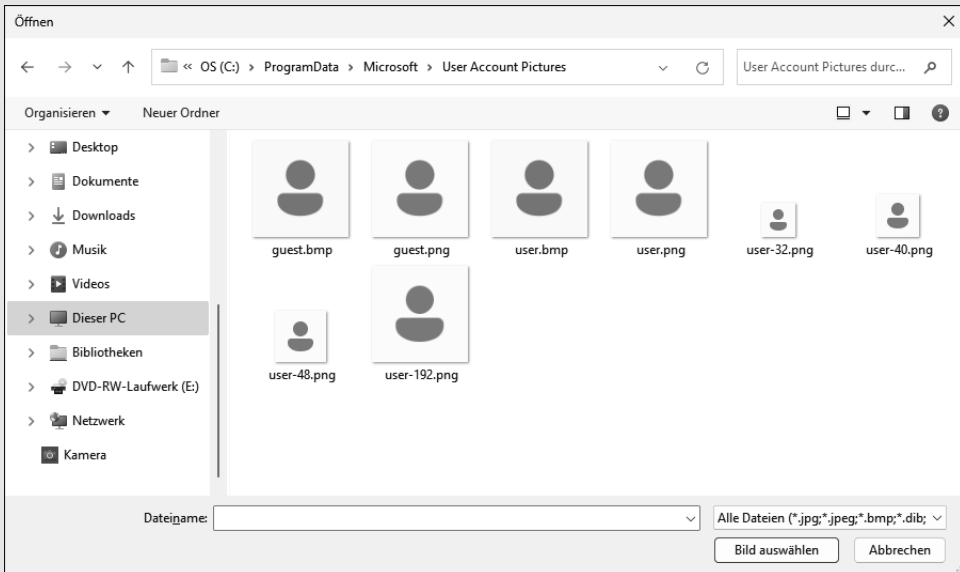 Öffnen
« OS (C:) > ProgramData > Microsoft > User Account Pictures
User Account Pictures durc...
Organisieren
Neuer Ordner
Desktop
Dokumente
Downloads
Musik
Videos
Dieser PC
Bibliotheken
DVD-RW-Laufwerk (E:)
Netzwerk
Kamera
guest.bmp
guest.png
user.bmp
user.png
user-32.png
user-40.png
user-48.png
user-192.png
Dateiname:
Alle Dateien (*.jpg;*.jpeg;*.bmp;*.dib;
Bild auswählen
Abbrechen